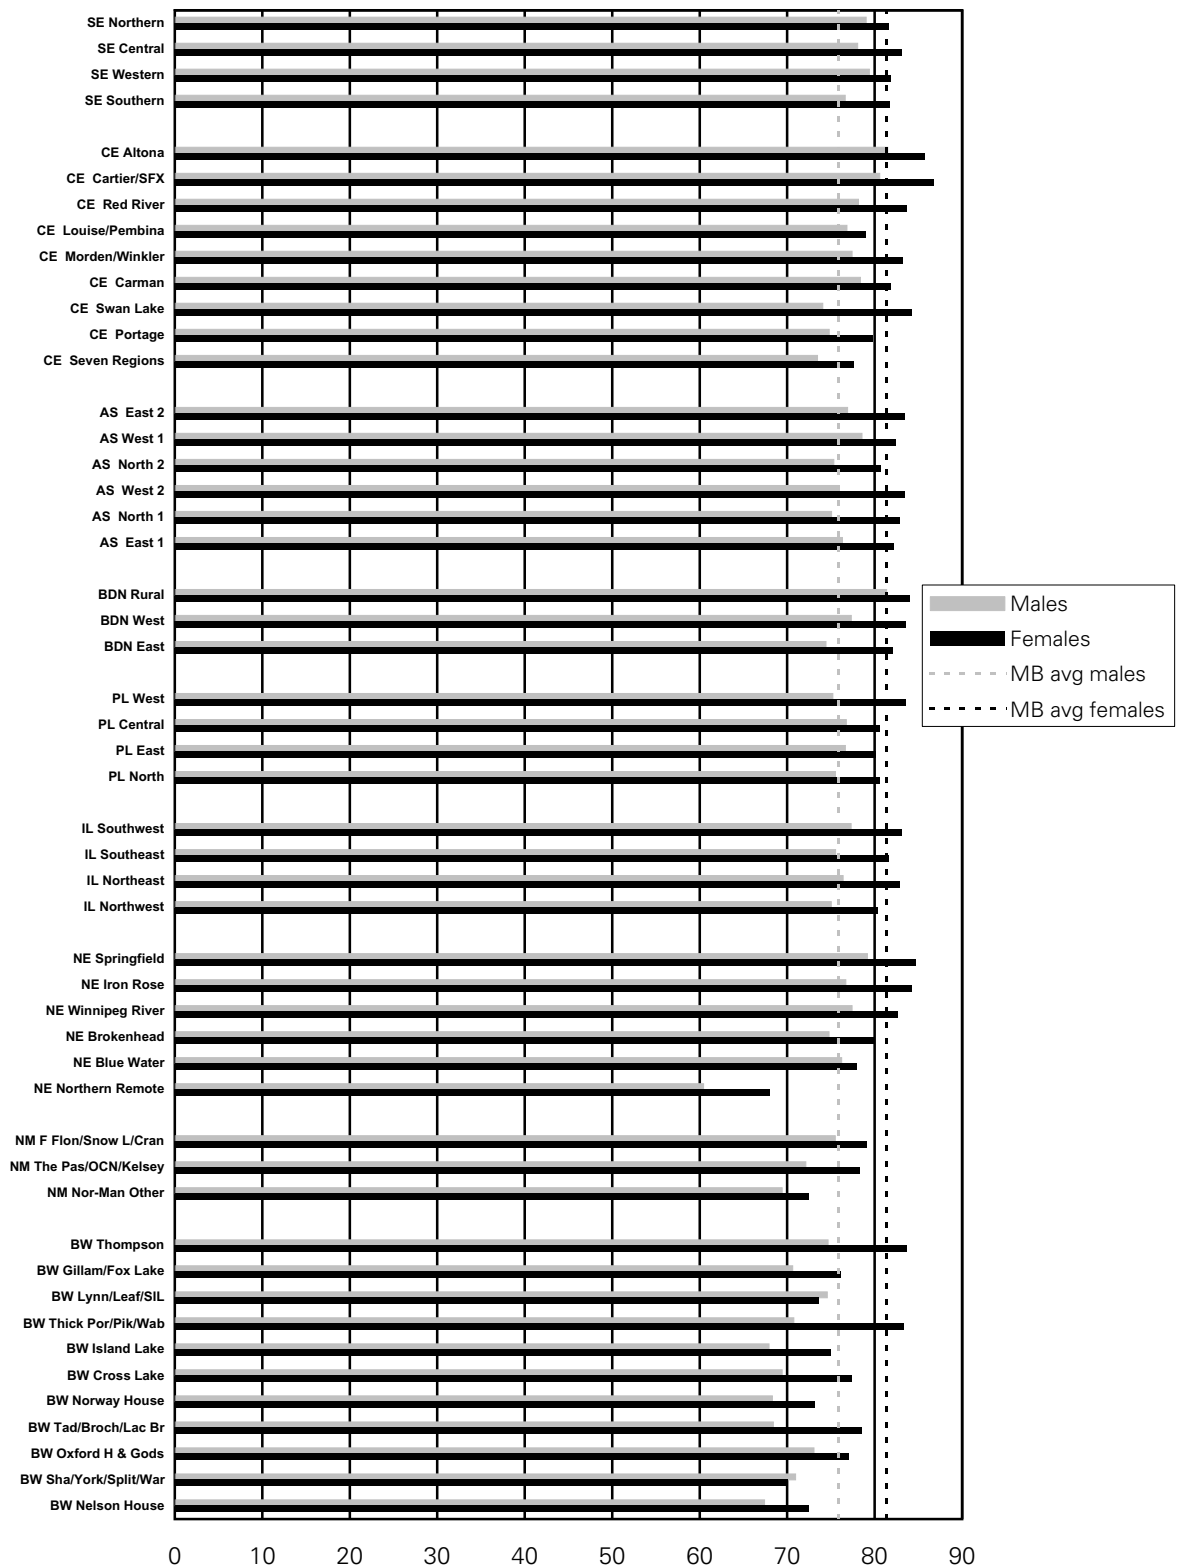 SE Northern
SE Central
SE Western
SE Southern
CE Altona
CE Cartier/SFX
CE Red River
CE Louise/Pembina
CE Morden/Winkler
CE Carman
CE Swan Lake
CE Portage
CE Seven Regions
AS East 2
AS West 1
AS North 2
AS West 2
AS North 1
AS East 1
BDN Rural
BDN West
BDN East
Males
Females
MB avg males
MB avg females
PL West
PL Central
PL East
PL North
IL Southwest
IL Southeast
IL Northeast
IL Northwest
NE Springfield
NE Iron Rose
NE Winnipeg River
NE Brokenhead
NE Blue Water
NE Northern Remote
NM F Flon/Snow L/Cran
NM The Pas/OCN/Kelsey
NM Nor-Man Other
BW Thompson
BW Gillam/Fox Lake
BW Lynn/Leaf/SIL
BW Thick Por/Pik/Wab
BW Island Lake
BW Cross Lake
BW Norway House
BW Tad/Broch/Lac Br
BW Oxford H & Gods
BW Sha/York/Split/War
BW Nelson House
0 10 20 30 40 50 60 70 80 90